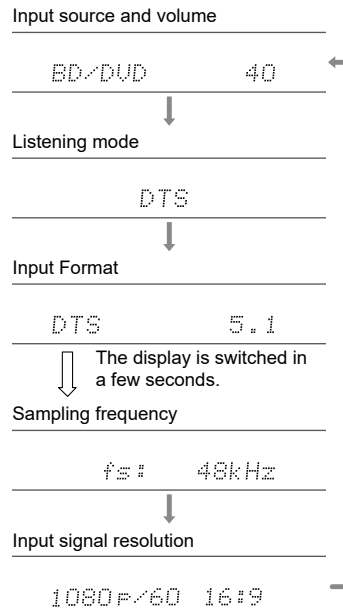 Input source and volume
BD/DVD 40
Listening mode
DTS
Input Format
DTS 5.1
The display is switched in
a few seconds.
Sampling frequency
fs: 48kHz
Input signal resolution
1080p/60 16:9